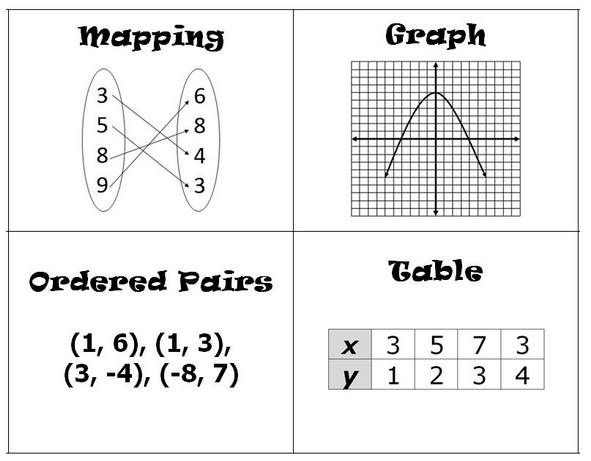 Mapping
3 6
5 8
8 4
9 3
Graph
Ordered Pairs
(1, 6), (1, 3),
(3, -4), (-8, 7)
Table
x 3 5 7 3
y 1 2 3 4